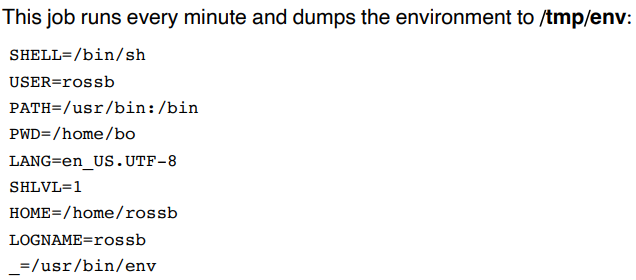 This job runs every minute and dumps the environment to /tmp/env:
SHELL=/bin/sh
USER=rossb
PATH=/usr/bin:/bin
PWD=/home/bo
LANG=en_US.UTF-8
SHLVL=1
HOME=/home/rossb
LOGNAME=rossb
_=/usr/bin/env